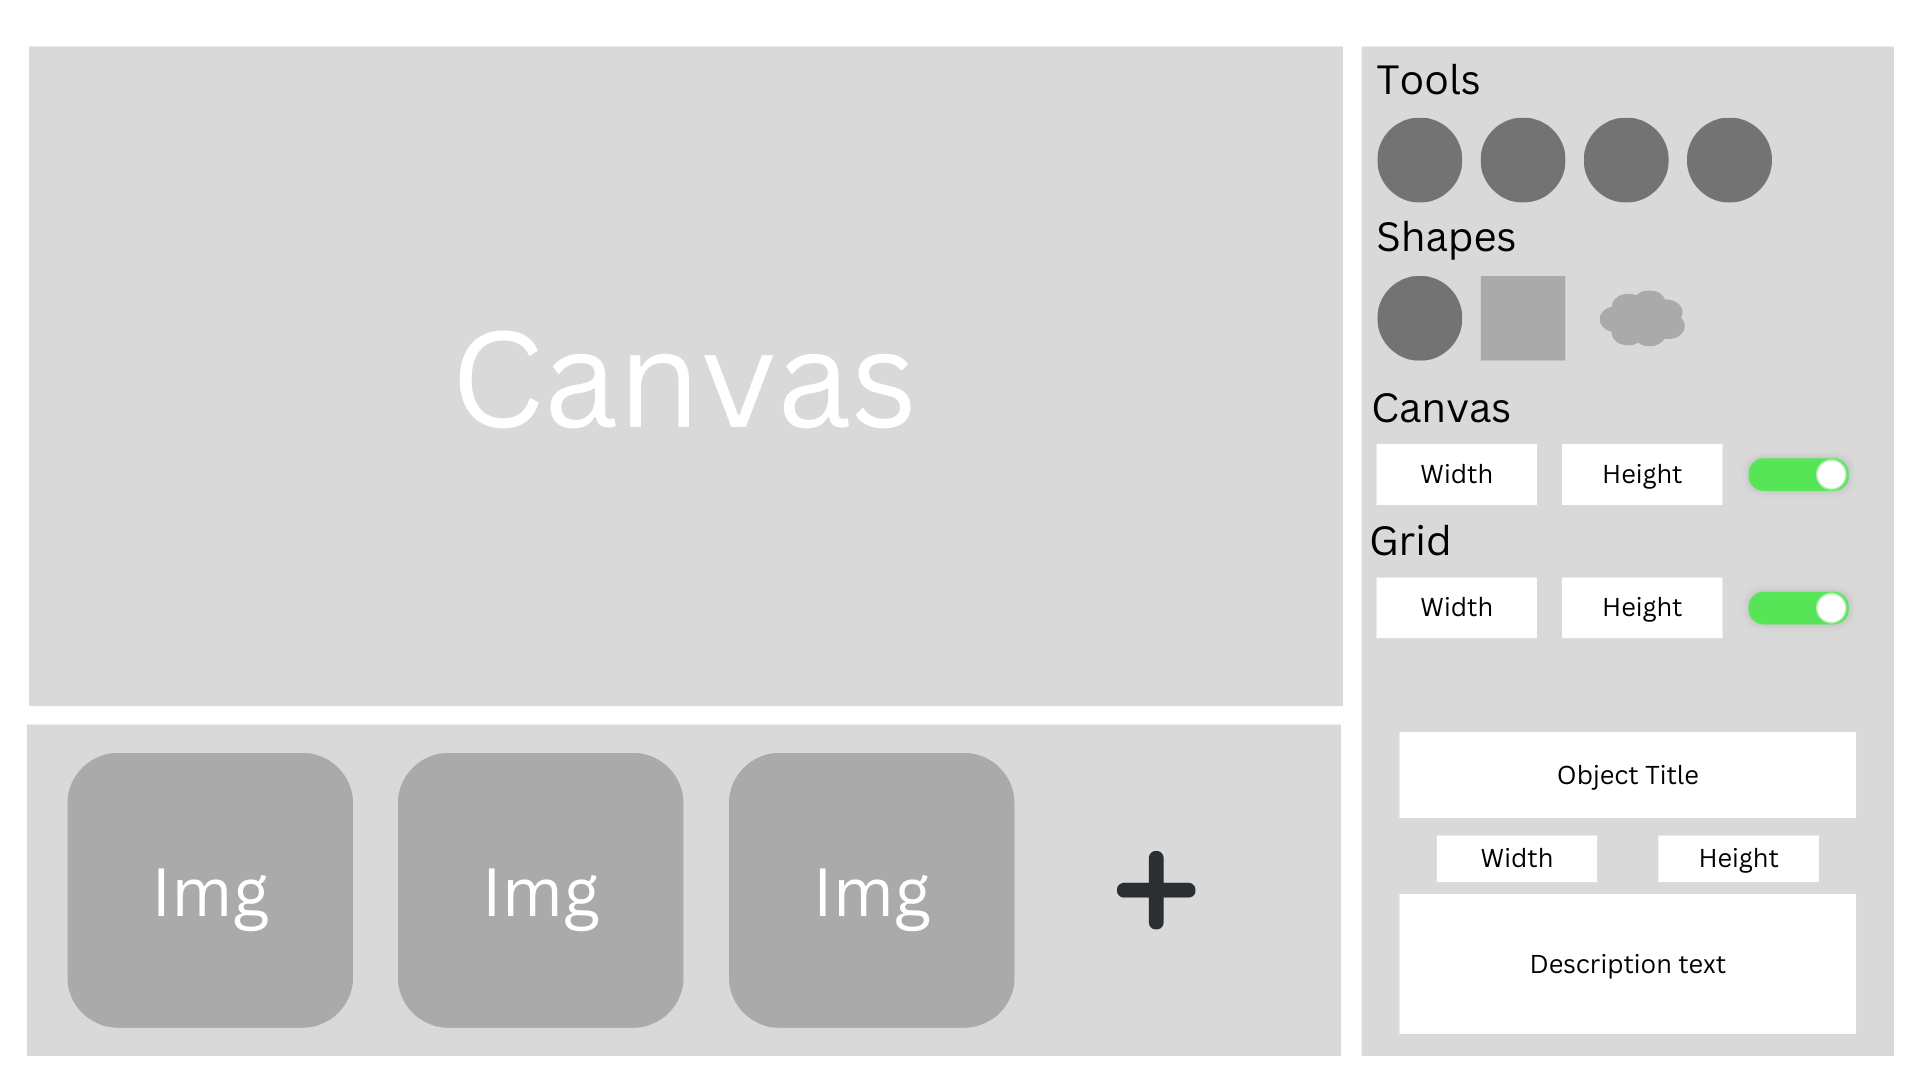 Canvas
Img
Img
Img
Tools
Shapes
Canvas
Width Height
Grid
Width Height
Object Title
Width Height
Description text